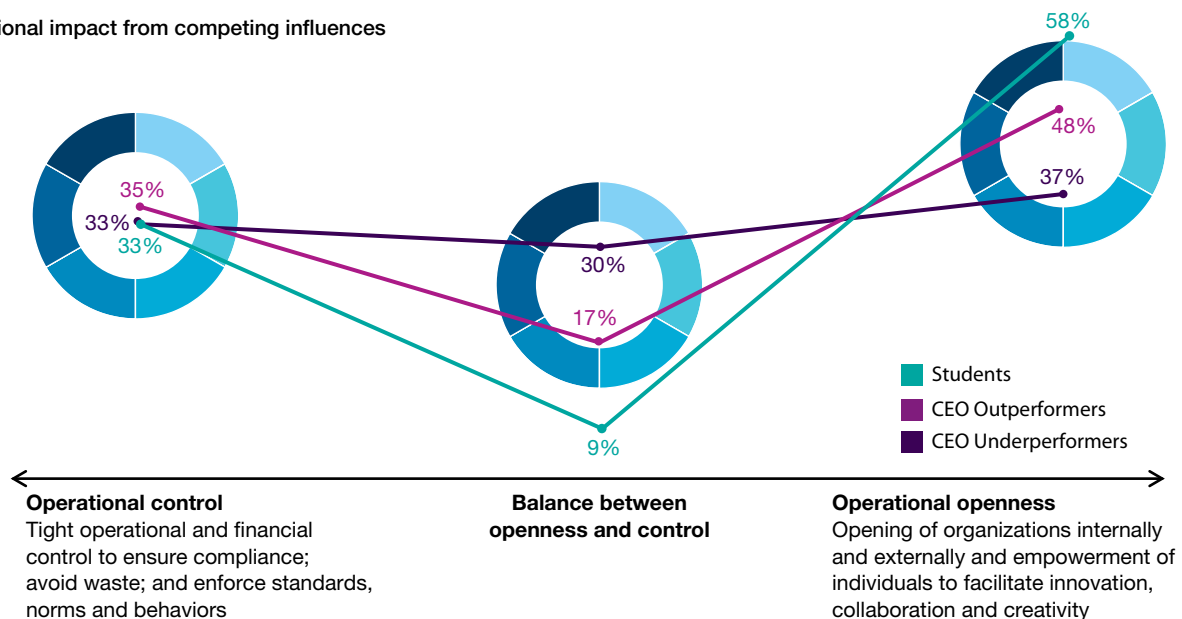 ional impact from competing influences
58%
48%
37%
35%
33%
33%
30%
17%
9%
Students
CEO Outperformers
CEO Underperformers
Operational control
Tight operational and financial
control to ensure compliance;
avoid waste; and enforce standards,
norms and behaviors
Balance between
openness and control
Operational openness
Opening of organizations internally
and externally and empowerment of
individuals to facilitate innovation,
collaboration and creativity